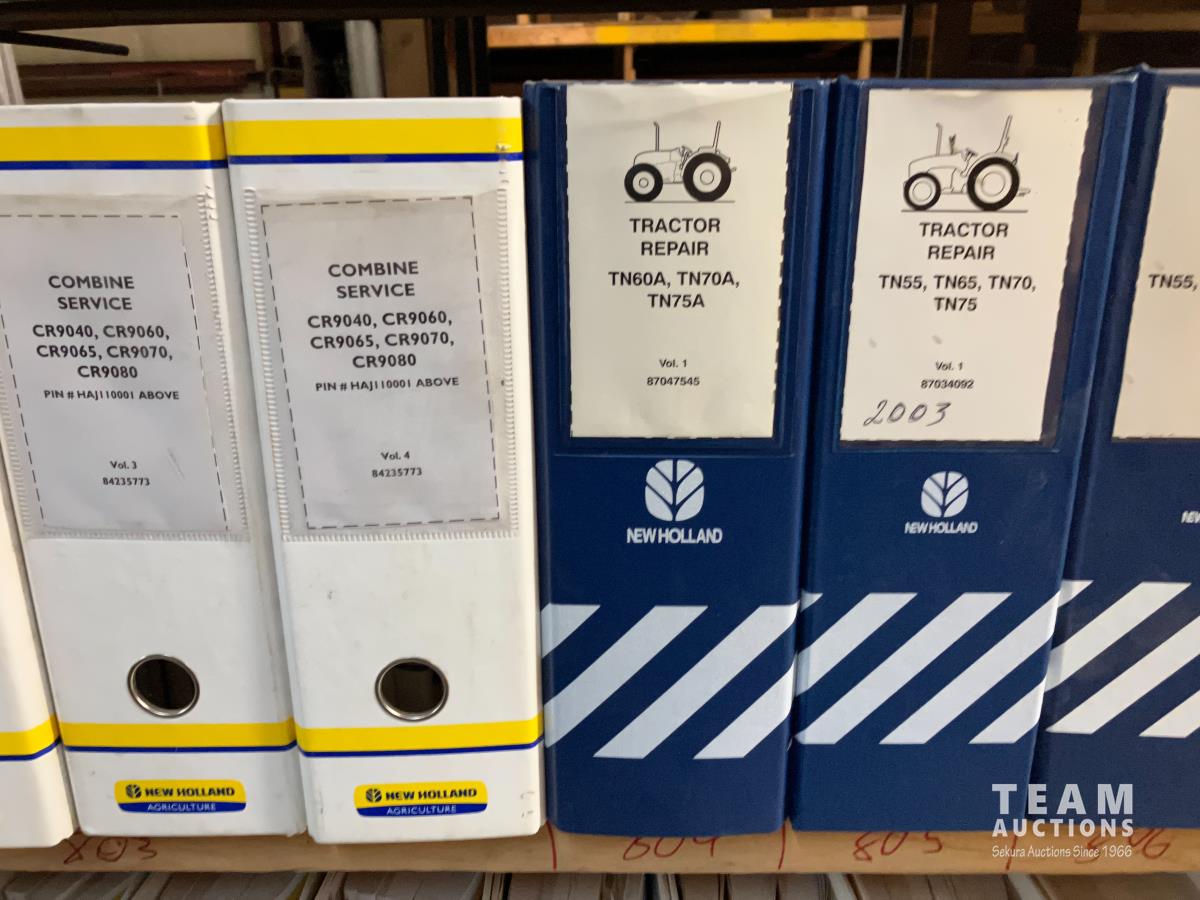 COMBINE
SERVICE
CR9040, CR9060,
CR9065, CR9070,
CR9080
PIN # HAJ110001 ABOVE
Vol. 3
84235773
NEW HOLLAND
AGRICULTURE
COMBINE
SERVICE
CR9040, CR9060,
CR9065, CR9070,
CR9080
PIN # HAJ110001 ABOVE
Vol. 4
84235773
NEW HOLLAND
AGRICULTURE
TRACTOR
REPAIR
TN60A, TN70A,
TN75A
Vol. 1
87047545
NEW HOLLAND
TRACTOR
REPAIR
TN55, TN65, TN70,
TN75
Vol. 1
87034092
2003
NEW HOLLAND
TN55,
803
804
805
TEAM
AUCTIONS
Sekura Auctions Since 1966